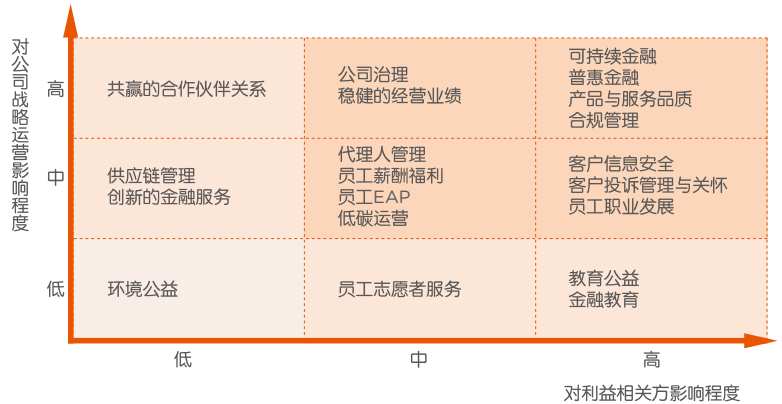 对公司战略运营影响程度
高
共赢的合作伙伴关系
公司治理
稳健的经营业绩
可持续金融
普惠金融
产品与服务品质
合规管理
中
供应链管理
创新的金融服务
代理人管理
员工薪酬福利
员工EAP
低碳运营
客户信息安全
客户投诉管理与关怀
员工职业发展
低
环境公益
员工志愿者服务
教育公益
金融教育
低
中
高
对利益相关方影响程度